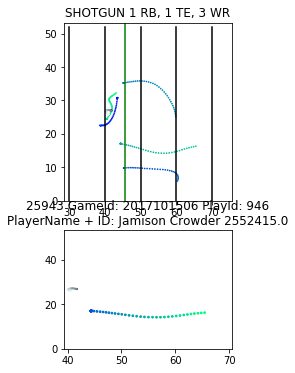 SHOTGUN 1 RB, 1 TE, 3 WR
50
40
30
20
10
0
30 40 50 60 70
25943 GameId: 2017101506 PlayId: 946
PlayerName + ID: Jamison Crowder 2552415.0
40
20
0
40 50 60 70